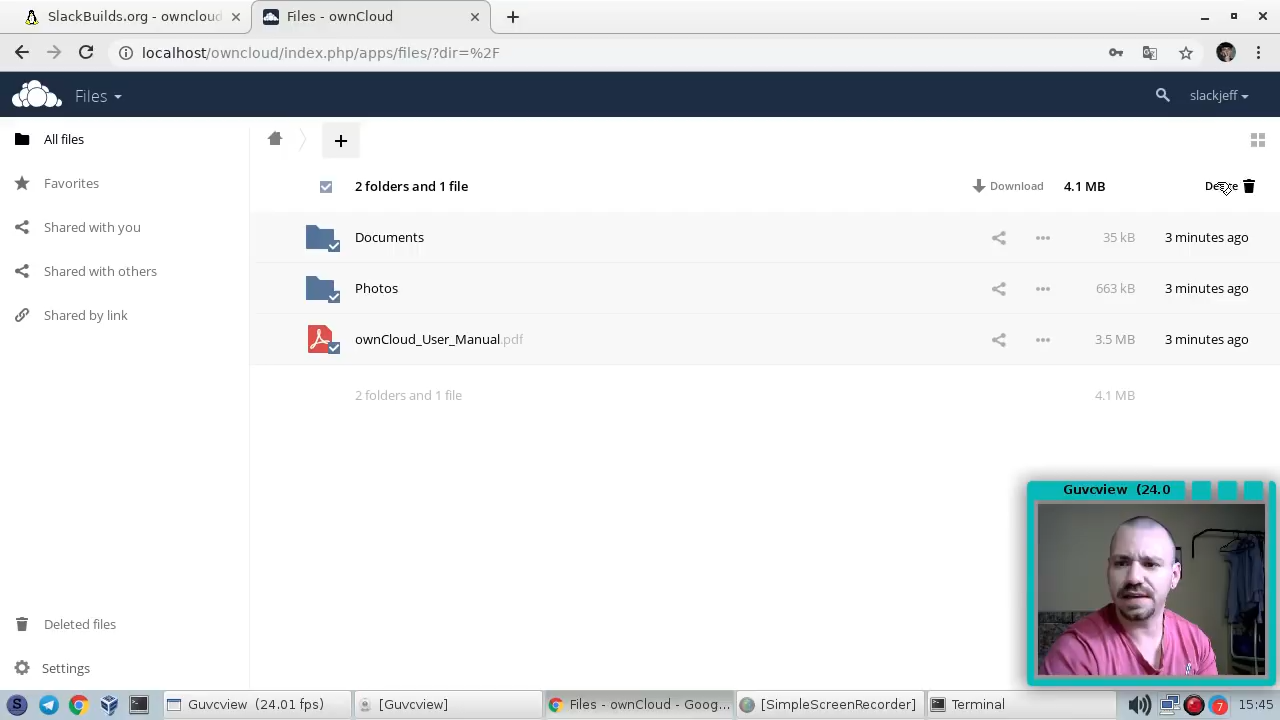 SlackBuilds.org - owncloud
Files - ownCloud
localhost/owncloud/index.php/apps/files/?dir=%2F
Files
slackjeff
All files
Favorites
Shared with you
Shared with others
Shared by link
Deleted files
Settings
2 folders and 1 file
Download
4.1 MB
Documents
35 kB
3 minutes ago
Photos
663 kB
3 minutes ago
ownCloud_User_Manual.pdf
3.5 MB
3 minutes ago
2 folders and 1 file
4.1 MB
Guvcview (24.0
Guvcview (24.01 fps)
[Guvcview]
Files - ownCloud - Goog...
[SimpleScreenRecorder]
Terminal
7
15:45